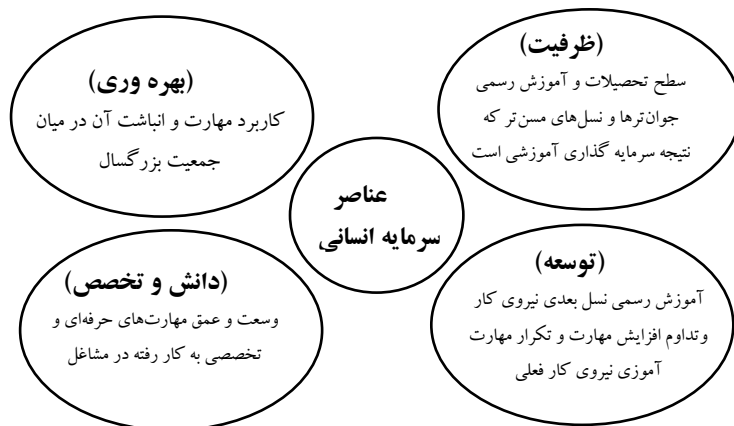 (ظرفیت)
سطح تحصیلات و آموزش رسمی
جوان‌ترها و نسل‌های مسن‌تر که
نتیجه سرمایه گذاری آموزشی است
(بهره وری)
کاربرد مهارت و انباشت آن در میان
جمعیت بزرگسال
عناصر
سرمایه انسانی
(توسعه)
آموزش رسمی نسل بعدی نیروی کار
وتداوم افزایش مهارت و تکرار مهارت
آموزی نیروی کار فعلی
(دانش و تخصص)
وسعت و عمق مهارت‌های حرفه‌ای و
تخصصی به کار رفته در مشاغل